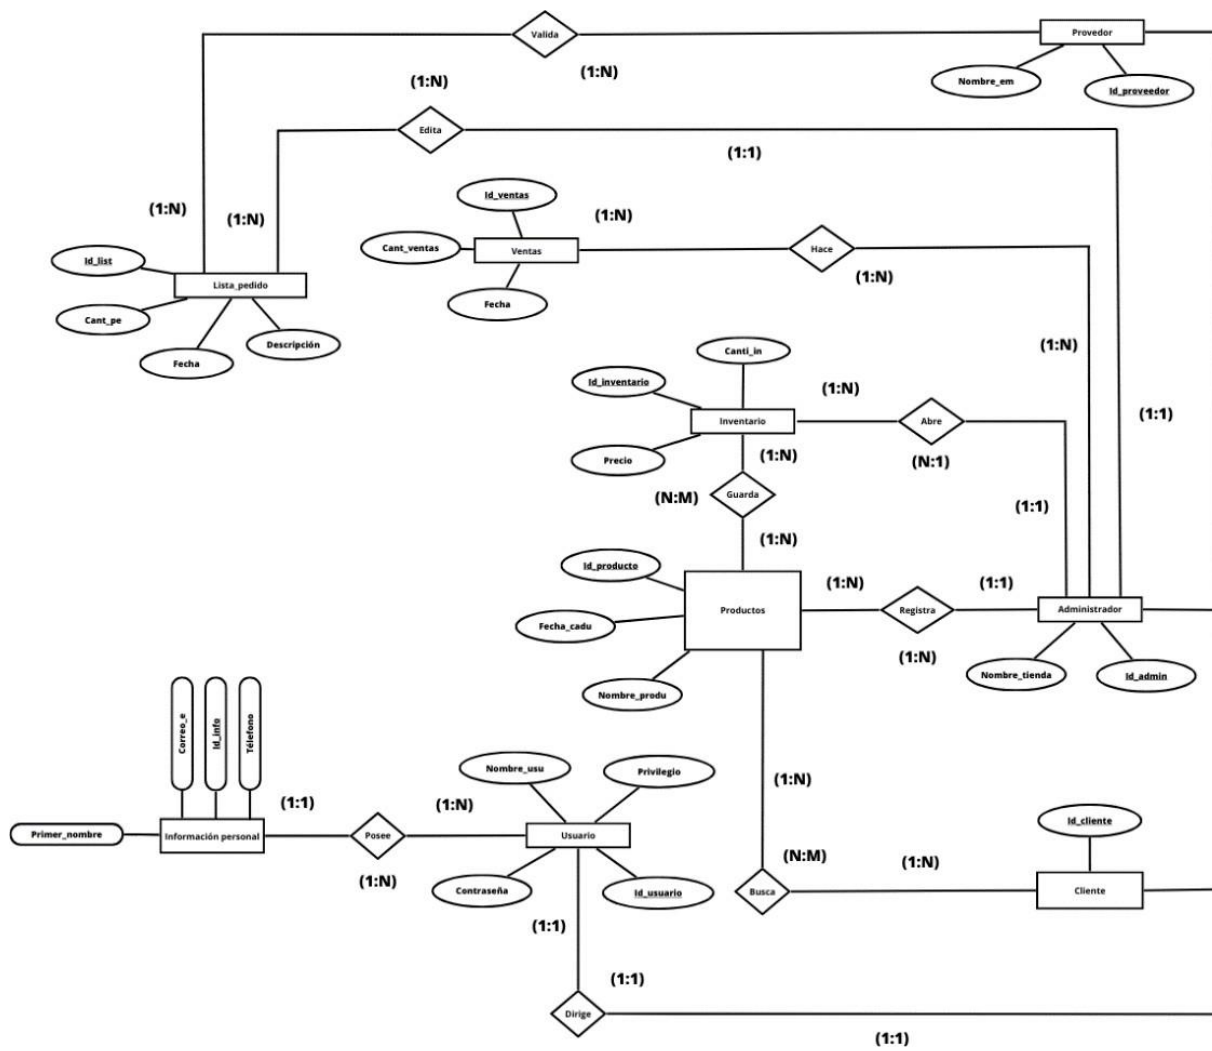 Valida
Provedor
(1:N)
(1:N)
Nombre_em
Id_proveedor
Edita
(1:1)
Id_ventas
(1:N)
(1:N)
(1:N)
Cant_ventas
Ventas
Hace
Id_list
(1:N)
Lista_pedido
Fecha
Cant_pe
Descripción
Fecha
Canti_in
(1:N)
Id_inventario
(1:N)
(1:1)
Inventario
Abre
Precio
(1:N)
(N:1)
(N:M)
Guarda
(1:1)
(1:N)
Id_producto
(1:N)
(1:1)
Productos
Registra
Administrador
Fecha_cadu
(1:N)
Nombre_tienda
Id_admin
Nombre_produ
Correo_e
Id_info
Télefono
Nombre_usu
Privilegio
(1:N)
(1:1)
(1:N)
Id_cliente
Primer_nombre
Información personal
Posee
Usuario
(N:M)
(1:N)
(1:N)
Contraseña
Id_usuario
Busca
Cliente
(1:1)
(1:1)
Dirige
(1:1)